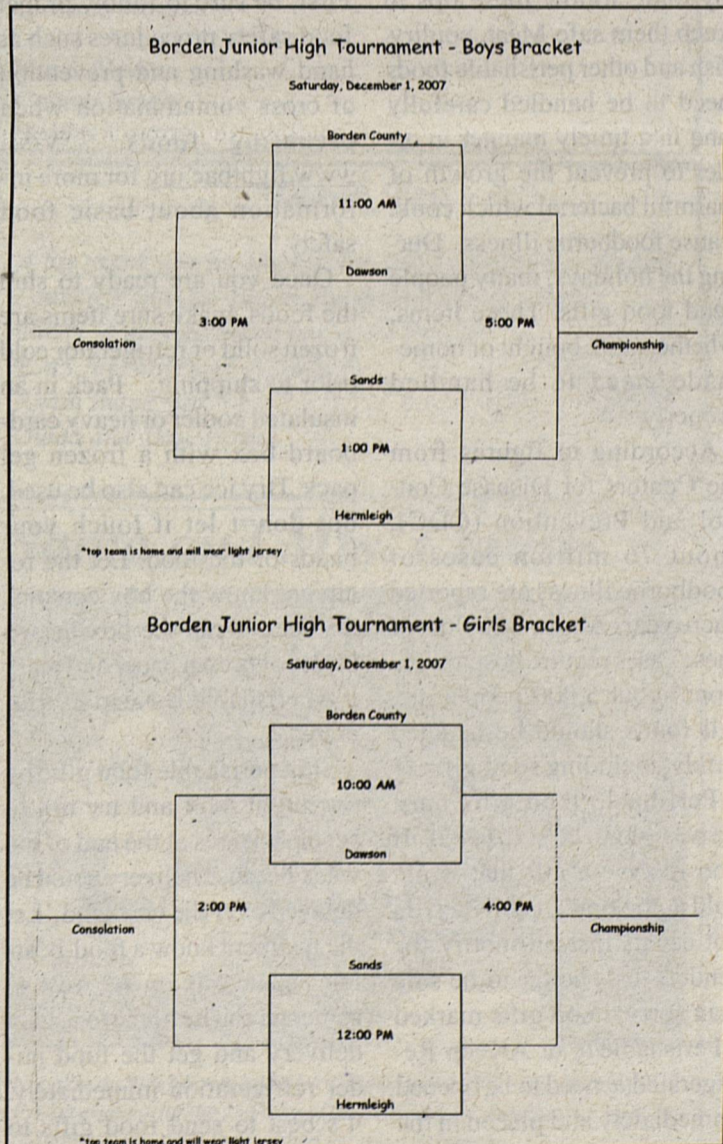 Borden Junior High Tournament - Boys Bracket
Saturday, December 1, 2007
Borden County
11:00 AM
Dawson
3:00 PM
5:00 PM
Consolation
Championship
Sands
1:00 PM
Hermleigh
*top team is home and will wear light jersey
Borden Junior High Tournament - Girls Bracket
Saturday, December 1, 2007
Borden County
10:00 AM
Dawson
2:00 PM
4:00 PM
Consolation
Championship
Sands
12:00 PM
Hermleigh
*top team is home and will wear light jersey